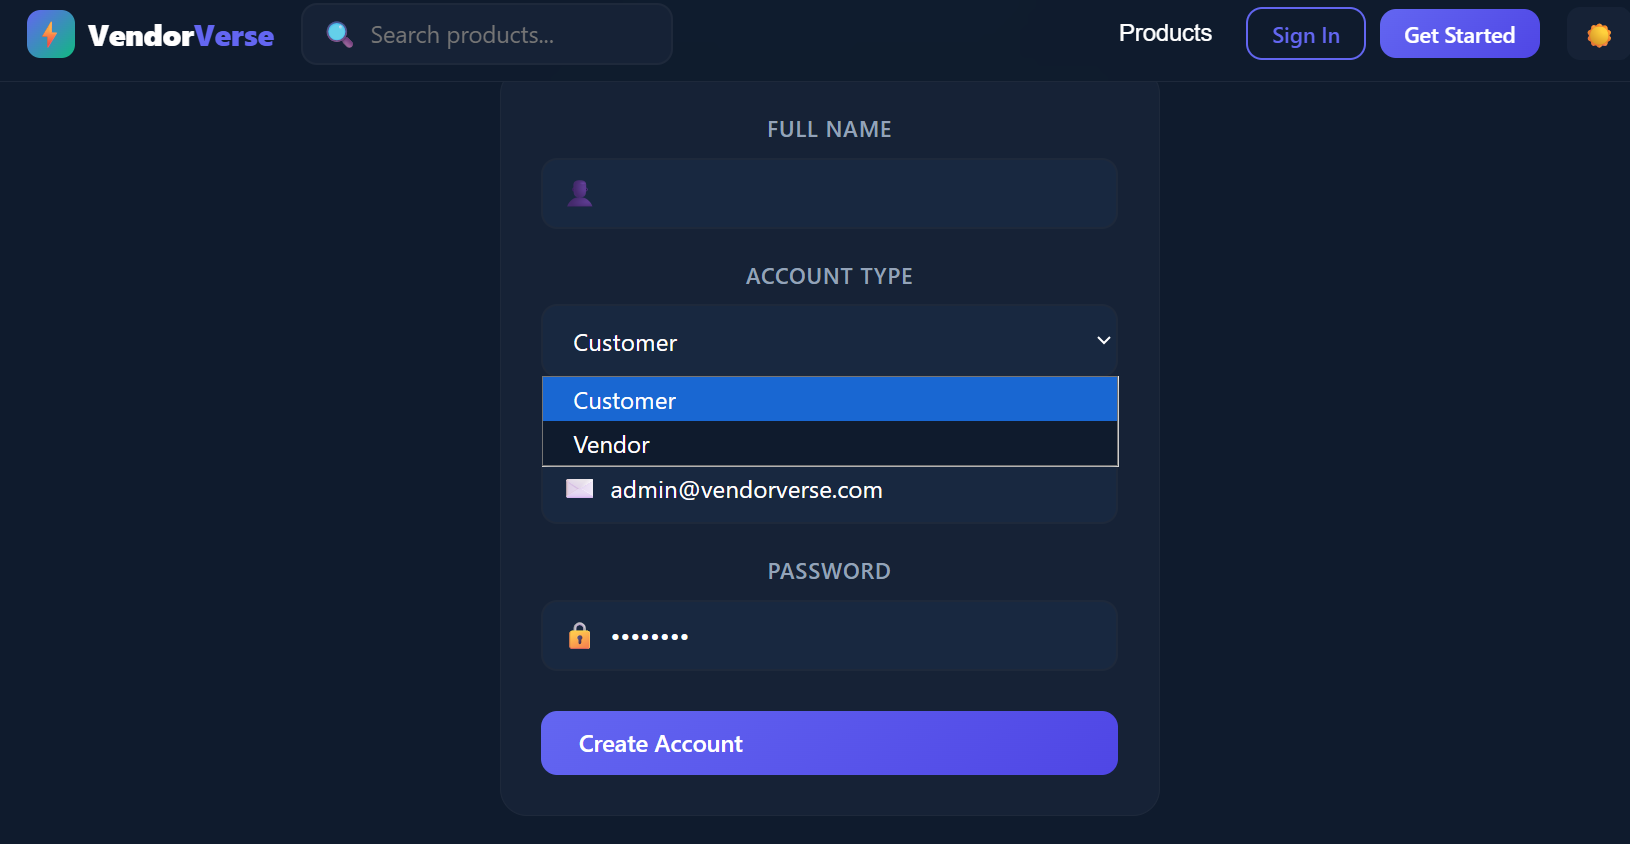 VendorVerse
Search products...
Products
Sign In
Get Started
FULL NAME
ACCOUNT TYPE
Customer
Customer
Vendor
admin@vendorverse.com
PASSWORD
••••••••
Create Account